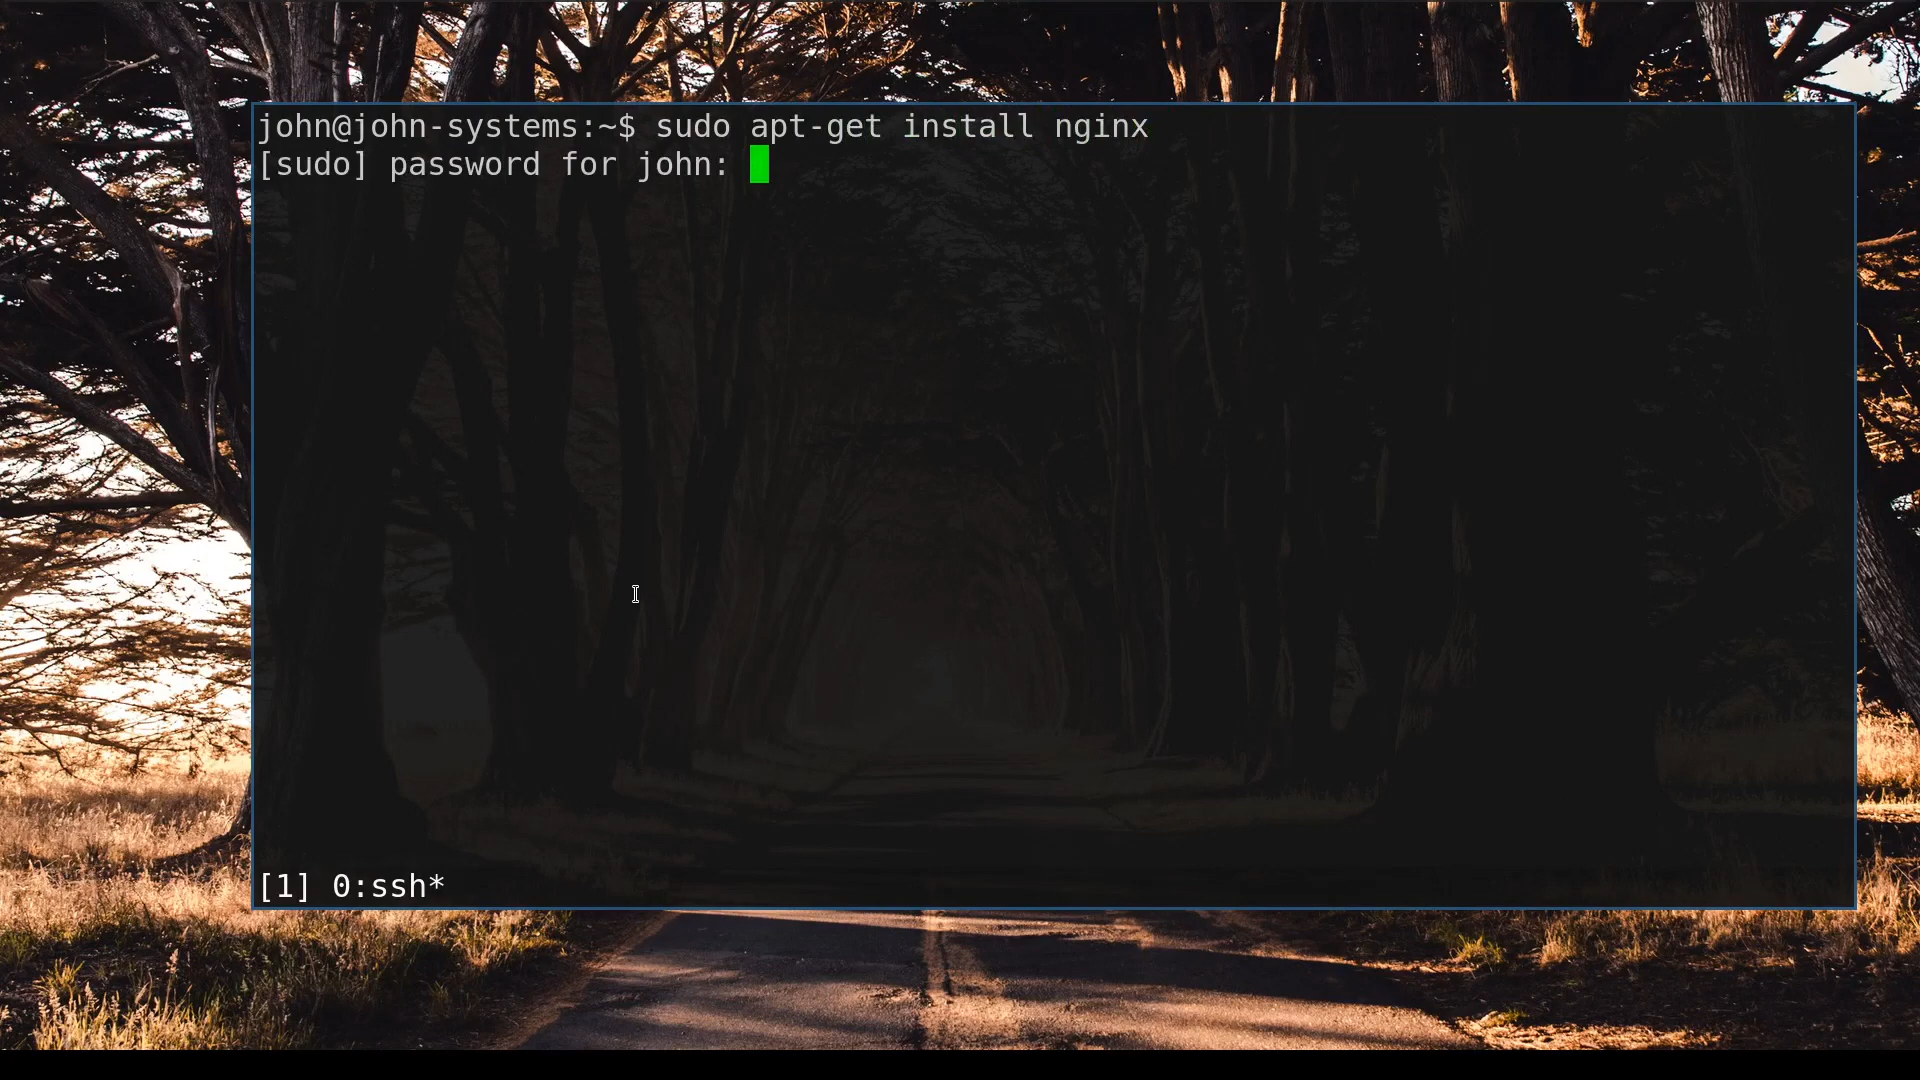 john@john-systems:~$ sudo apt-get install nginx
[sudo] password for john:
[1] 0:ssh*